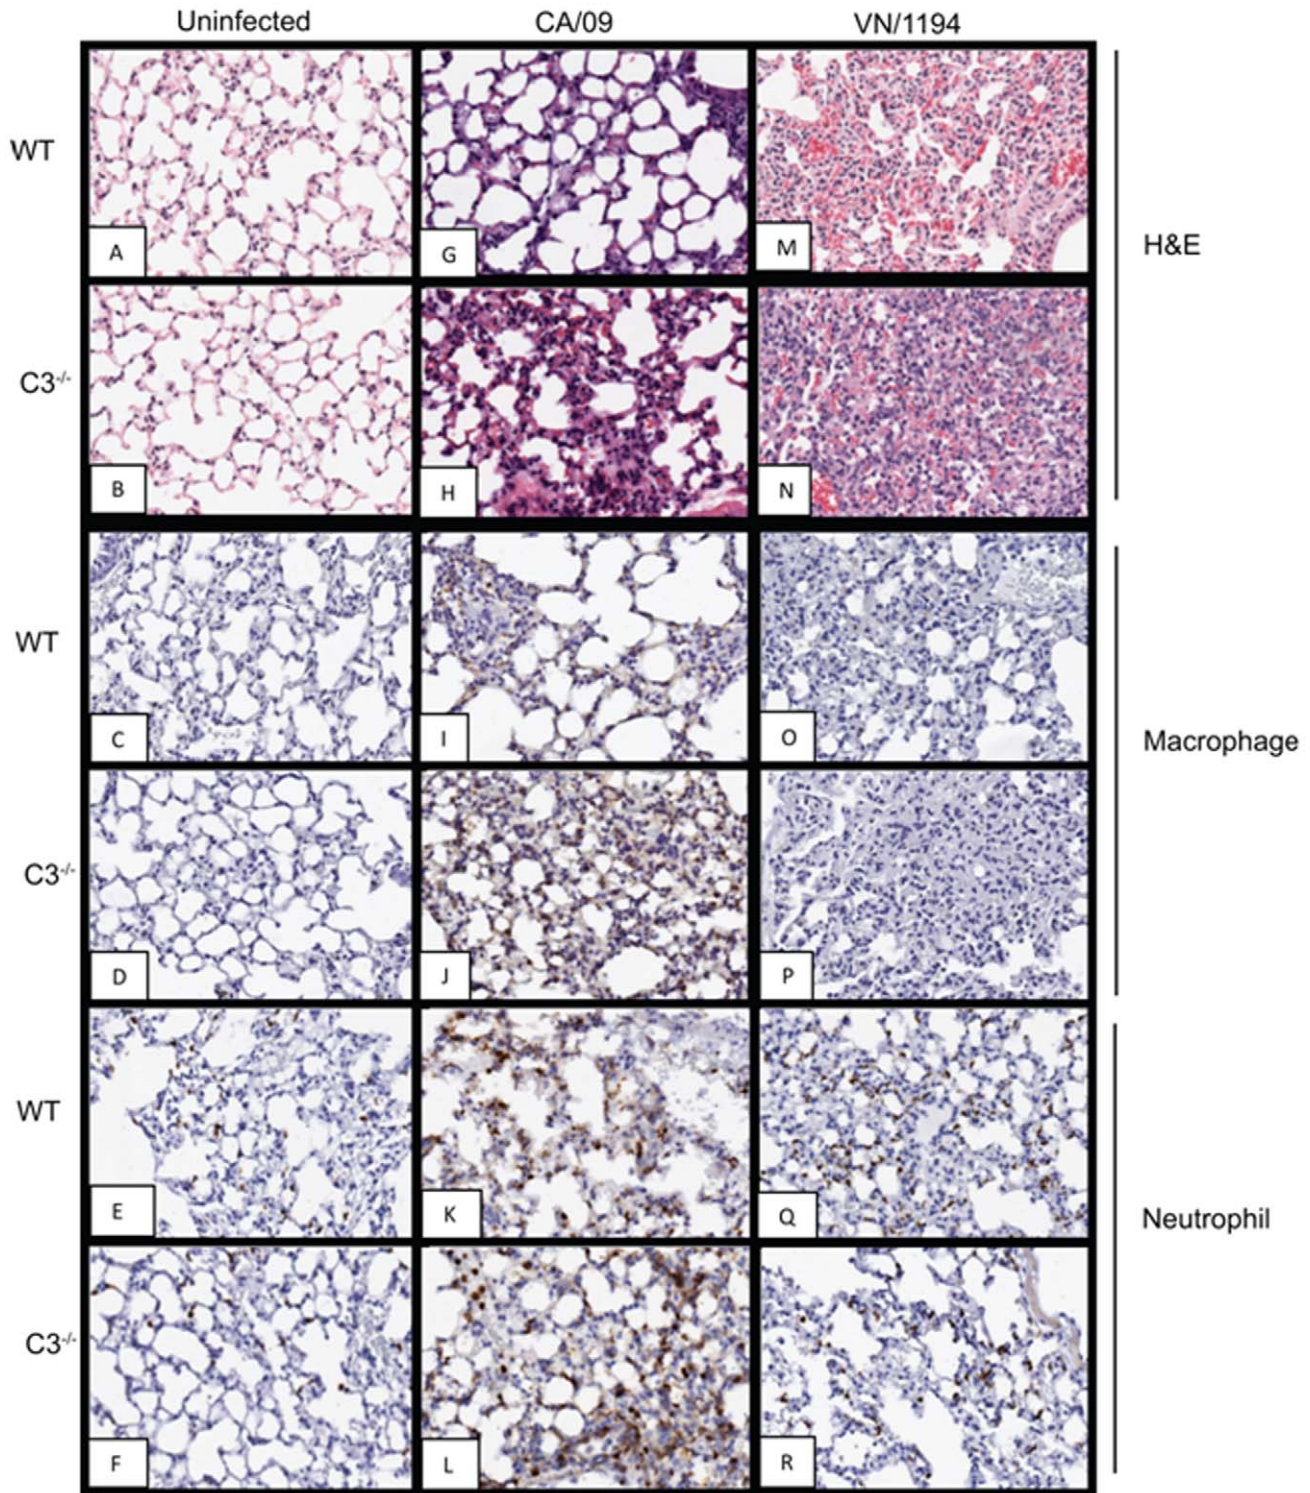 Uninfected CA/09 VN/1194
WT
A G M
H&E
C3-/-
B H N
WT
C I O
Macrophage
C3-/-
D J P
WT
E K Q
Neutrophil
C3-/-
F L R